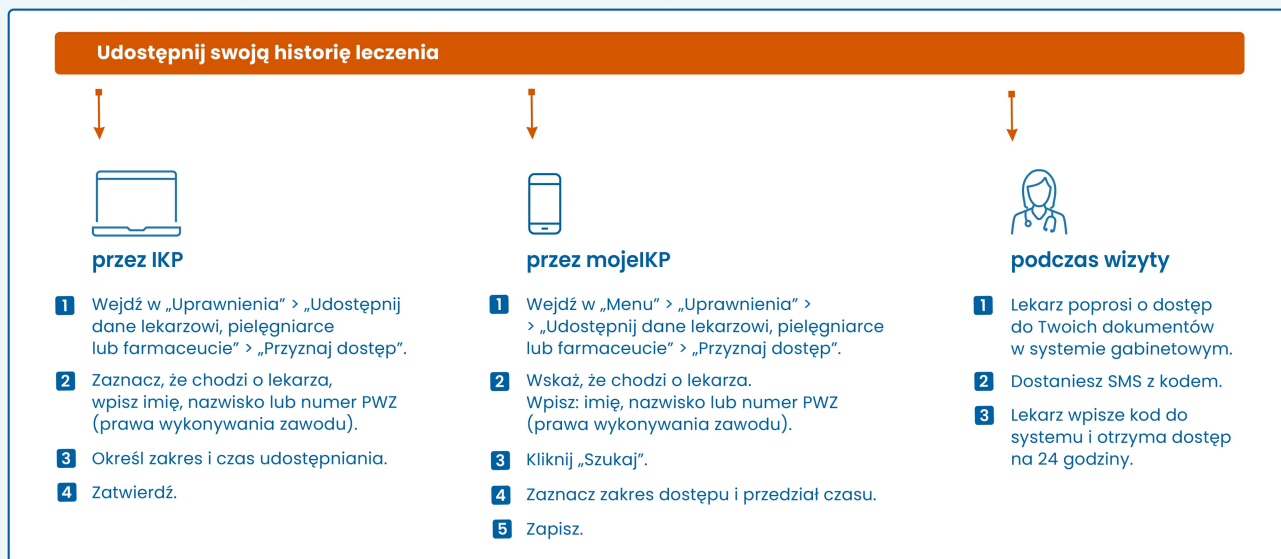 Udostępnij swoją historię leczenia
przez IKP
1 Wejdź w „Uprawnienia” > „Udostępnij
dane lekarzowi, pielęgniarce
lub farmaceucie” > „Przyznaj dostęp”.
2 Zaznacz, że chodzi o lekarza,
wpisz imię, nazwisko lub numer PWZ
(prawa wykonywania zawodu).
3 Określ zakres i czas udostępniania.
4 Zatwierdź.
przez mojeIKP
1 Wejdź w „Menu” > „Uprawnienia” >
> „Udostępnij dane lekarzowi, pielęgniarce
lub farmaceucie” > „Przyznaj dostęp”.
2 Wskaż, że chodzi o lekarza.
Wpisz: imię, nazwisko lub numer PWZ
(prawa wykonywania zawodu).
3 Kliknij „Szukaj”.
4 Zaznacz zakres dostępu i przedział czasu.
5 Zapisz.
podczas wizyty
1 Lekarz poprosi o dostęp
do Twoich dokumentów
w systemie gabinetowym.
2 Dostaniesz SMS z kodem.
3 Lekarz wpisze kod do
systemu i otrzyma dostęp
na 24 godziny.